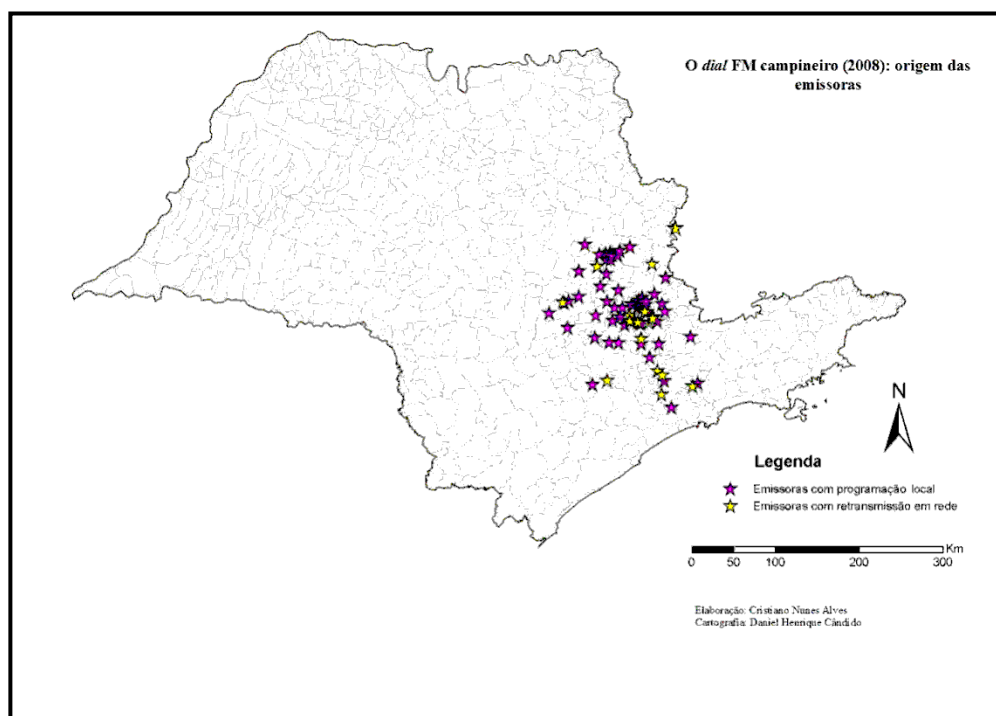 O dial FM campineiro (2008): origem das
emissoras
N
Legenda
Emissoras com programação local
Emissoras com retransmissão em rede
Km
0 50 100 200 300
Elaboração: Cristiano Nunes Alves
Cartografia: Daniel Henrique Cândido